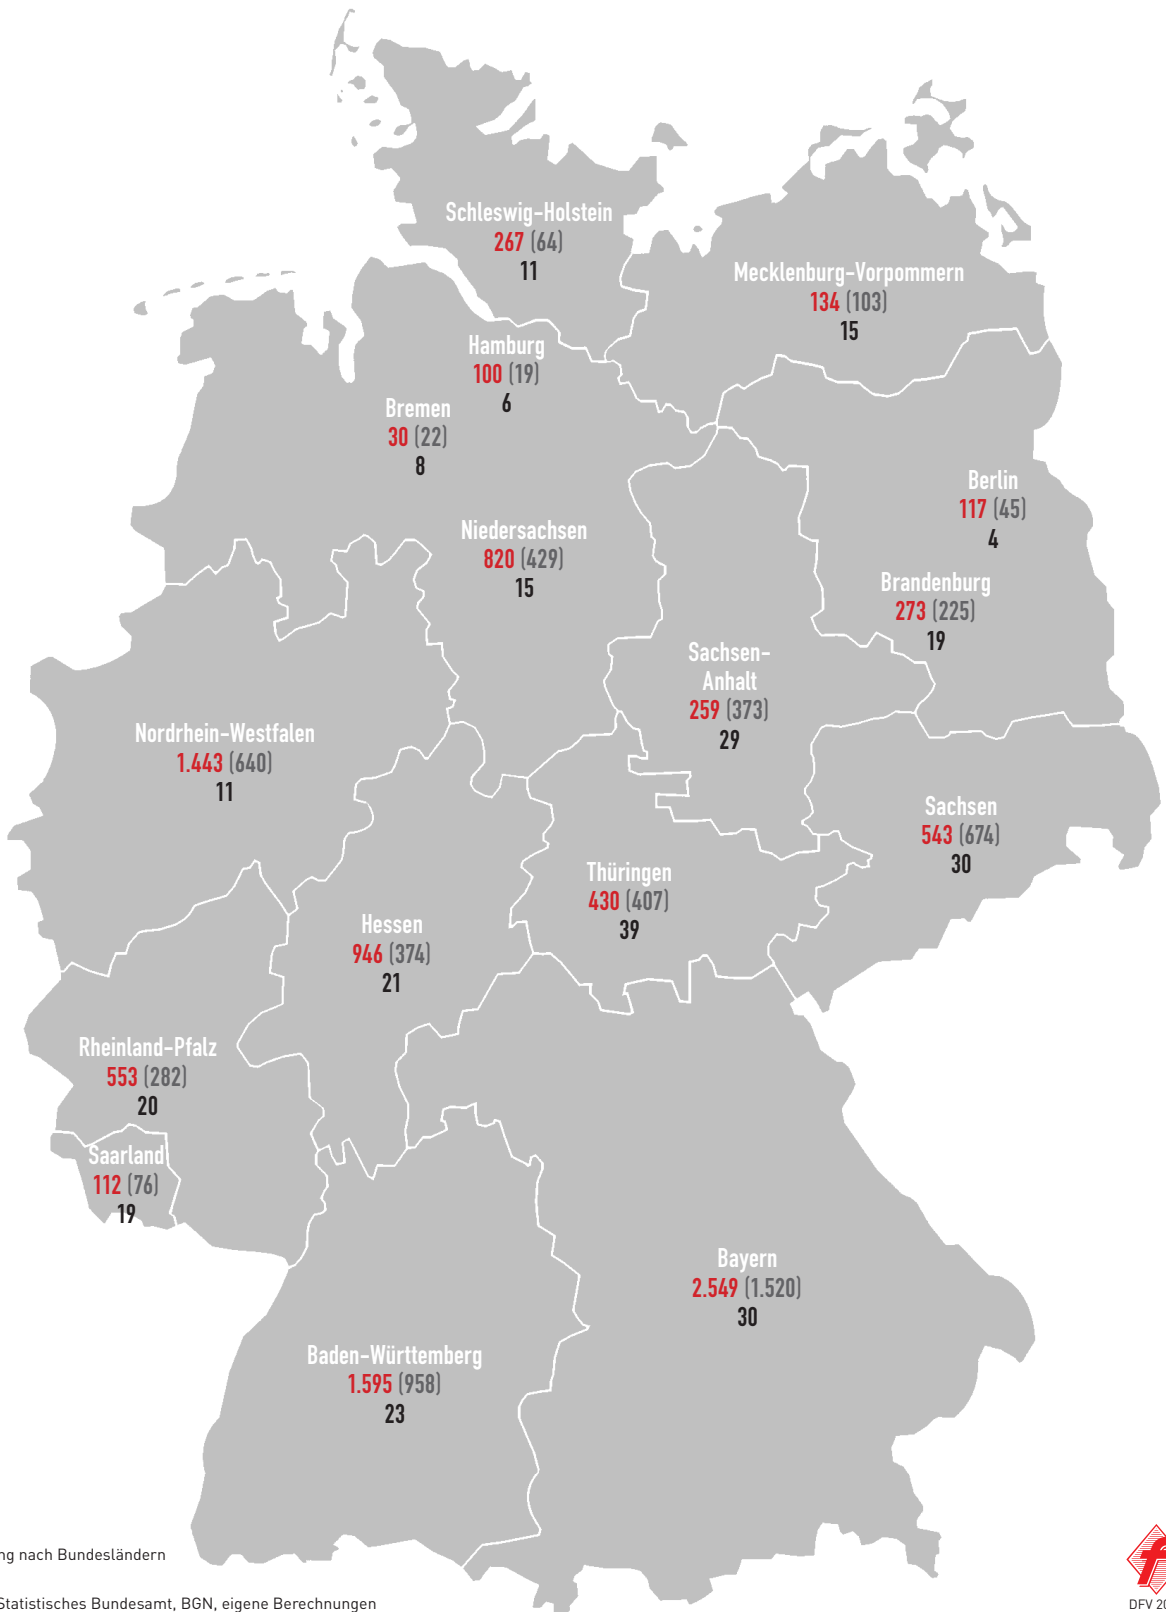 Schleswig-Holstein
267 (64)
11
Mecklenburg-Vorpommern
134 (103)
15
Hamburg
100 (19)
6
Bremen
30 (22)
8
Berlin
117 (45)
4
Niedersachsen
820 (429)
15
Brandenburg
273 (225)
19
Sachsen-
Anhalt
259 (373)
29
Nordrhein-Westfalen
1.443 (640)
11
Sachsen
543 (674)
30
Thüringen
430 (407)
39
Hessen
946 (374)
21
Rheinland-Pfalz
553 (282)
20
Saarland
112 (76)
19
Bayern
2.549 (1.520)
30
Baden-Württemberg
1.595 (958)
23
ng nach Bundesländern
Statistisches Bundesamt, BGN, eigene Berechnungen
f
DFV 20